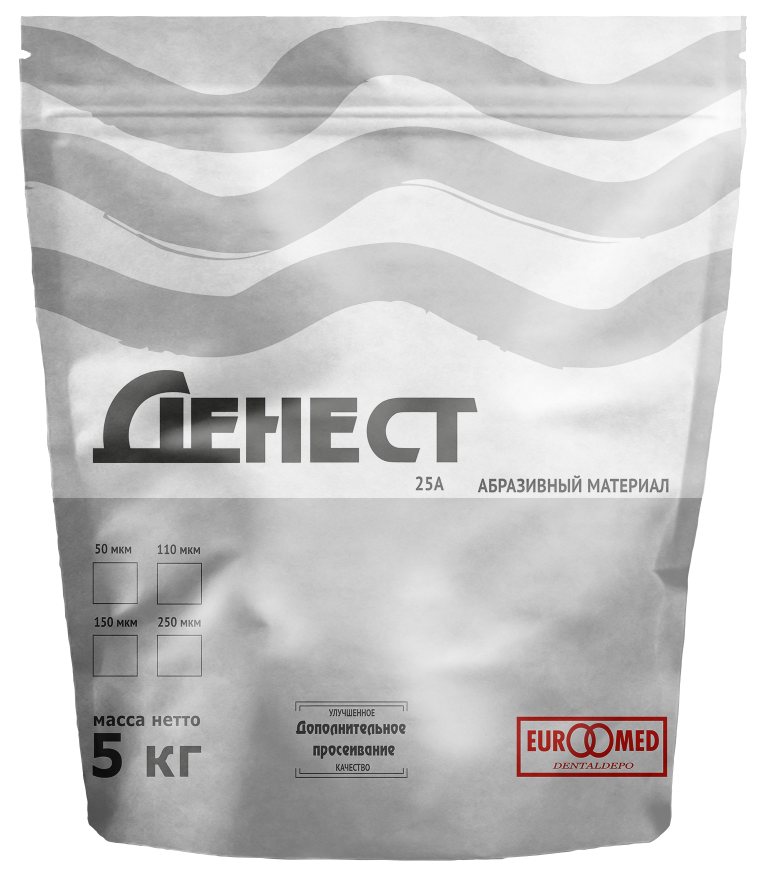 ДЕНЕСТ
25А АБРАЗИВНЫЙ МАТЕРИАЛ
50 мкм 110 мкм
150 мкм 250 мкм
масса нетто
5 кг
УЛУЧШЕННОЕ
Дополнительное
просеивание
КАЧЕСТВО
EUROOMED
DENTALDEPO